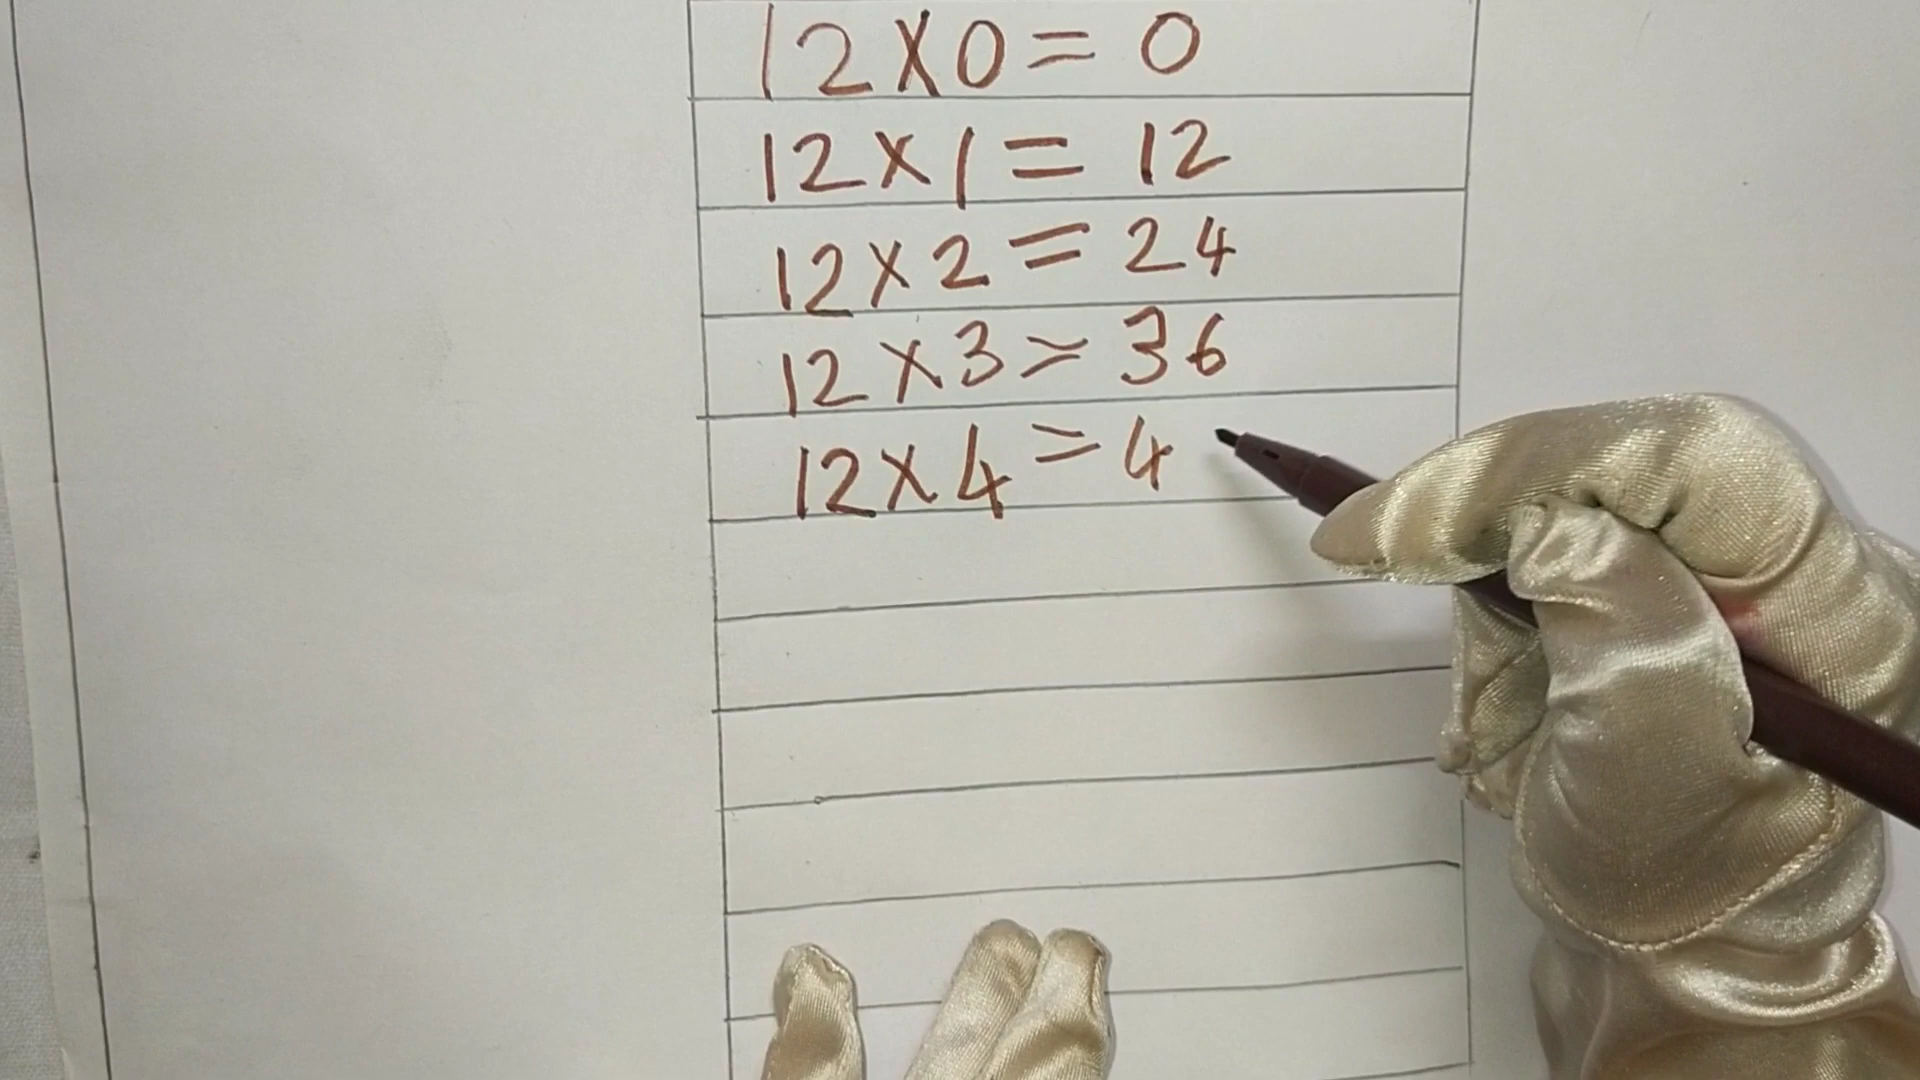 12 X 0 = 0
12 X 1 = 12
12 X 2 = 24
12 X 3 = 36
12 X 4 = 4